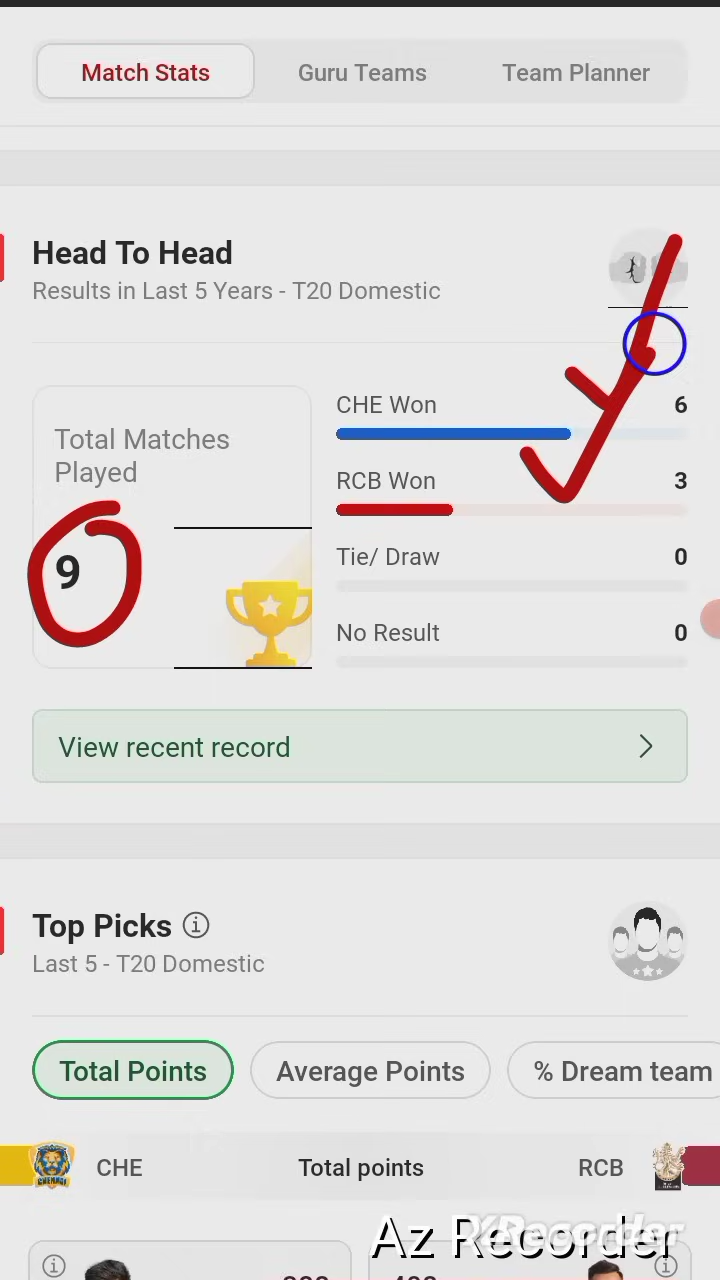 Match Stats
Guru Teams
Team Planner
Head To Head
Results in Last 5 Years - T20 Domestic
Total Matches
Played
9
CHE Won 6
RCB Won 3
Tie/ Draw 0
No Result 0
View recent record
Top Picks
Last 5 - T20 Domestic
Total Points
Average Points
% Dream team
CHE
Total points
RCB
Az Recorder
XRecorder